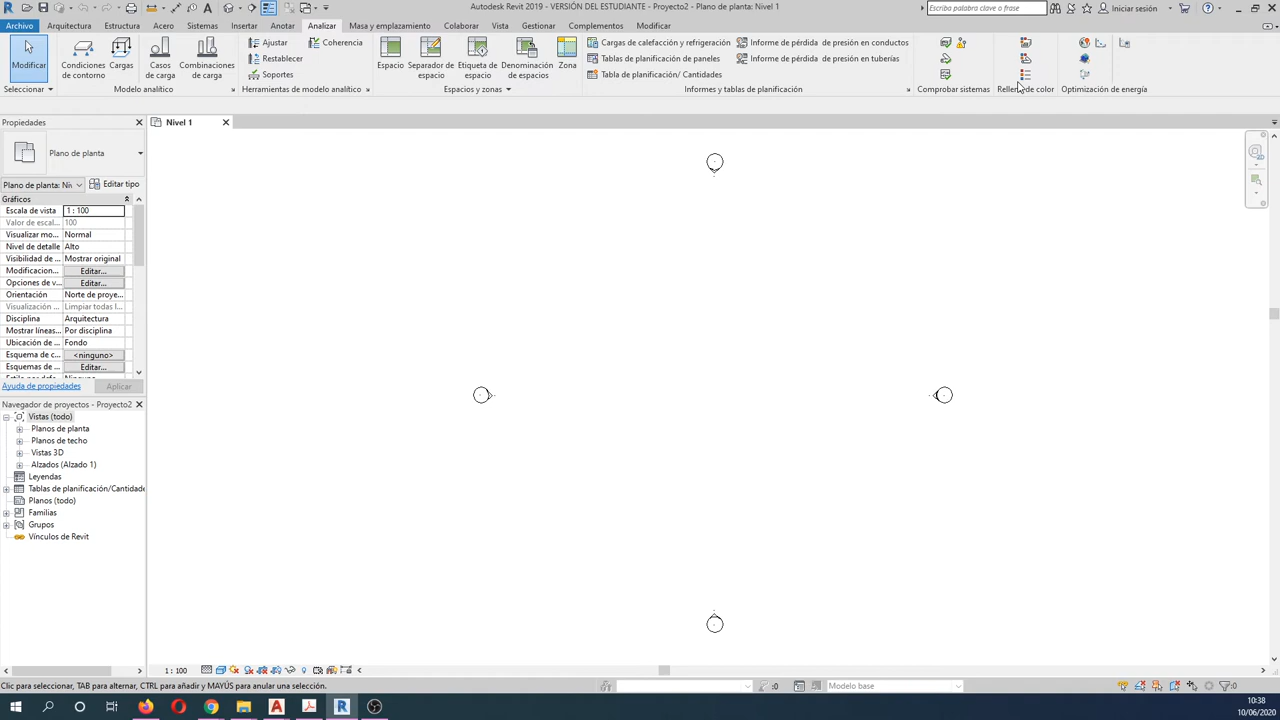 Autodesk Revit 2019 - VERSIÓN DEL ESTUDIANTE - Proyecto2 - Plano de planta: Nivel 1
Escriba palabra clave o frase
Iniciar sesión
Archivo Arquitectura Estructura Acero Sistemas Insertar Anotar Analizar Masa y emplazamiento Colaborar Vista Gestionar Complementos Modificar
Modificar
Condiciones de contorno
Cargas
Casos de carga
Combinaciones de carga
Ajustar
Restablecer
Soportes
Coherencia
Espacio
Separador de espacio
Etiqueta de espacio
Denominación de espacios
Zona
Cargas de calefacción y refrigeración
Tablas de planificación de paneles
Tabla de planificación/ Cantidades
Informe de pérdida de presión en conductos
Informe de pérdida de presión en tuberías
Seleccionar
Modelo analítico
Herramientas de modelo analítico
Espacios y zonas
Informes y tablas de planificación
Comprobar sistemas
Relleno de color
Optimización de energía
Propiedades
Nivel 1
Plano de planta
Plano de planta: Niv
Editar tipo
Gráficos
Escala de vista 1 : 100
Valor de escal... 100
Visualizar mo... Normal
Nivel de detalle Alto
Visibilidad de ... Mostrar original
Modificacion... Editar...
Opciones de v... Editar...
Orientación Norte de proye...
Visualización ... Limpiar todas l...
Disciplina Arquitectura
Mostrar líneas... Por disciplina
Ubicación de ... Fondo
Esquema de c... <ninguno>
Esquemas de ... Editar...
Ayuda de propiedades Aplicar
Navegador de proyectos - Proyecto2
Vistas (todo)
Planos de planta
Planos de techo
Vistas 3D
Alzados (Alzado 1)
Leyendas
Tablas de planificación/Cantidade
Planos (todo)
Familias
Grupos
Vínculos de Revit
1 : 100
Clic para seleccionar, TAB para alternar, CTRL para añadir y MAYÚS para anular una selección.
:0
Modelo base
:0
10:38
10/06/2020